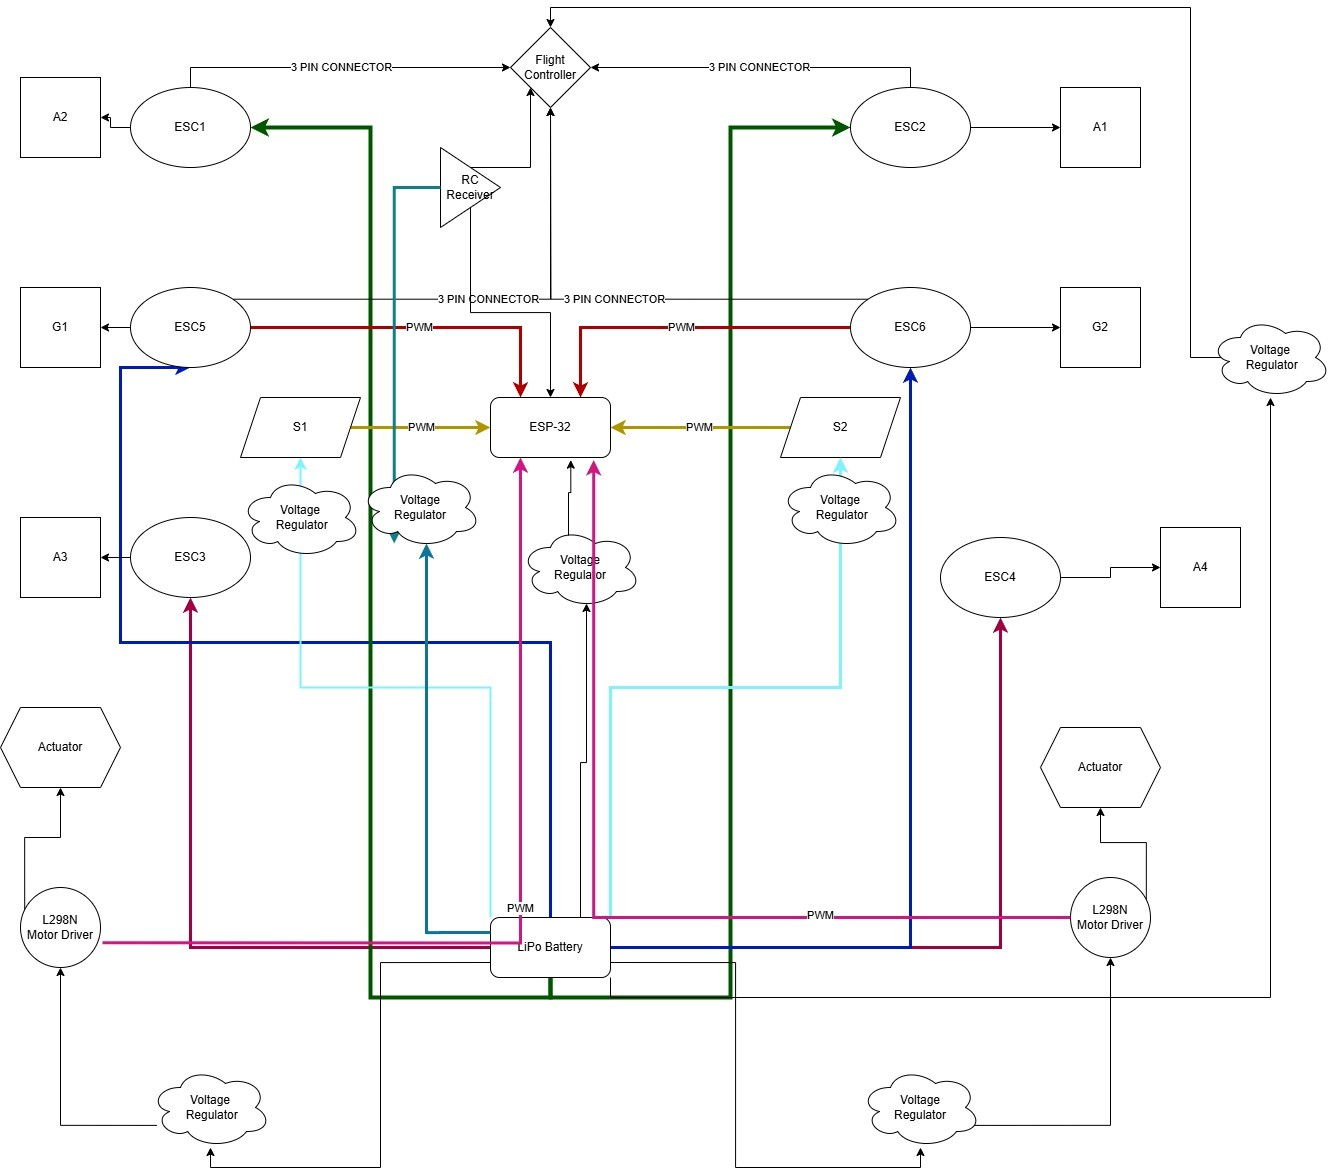 Flight
Controller
3 PIN CONNECTOR
3 PIN CONNECTOR
A2
ESC1
ESC2
A1
RC
Receiver
3 PIN CONNECTOR
3 PIN CONNECTOR
G1
ESC5
PWM
PWM
ESC6
G2
Voltage
Regulator
S1
PWM
ESP-32
PWM
S2
Voltage
Regulator
Voltage
Regulator
Voltage
Regulator
A3
ESC3
Voltage
Regulator
ESC4
A4
Actuator
Actuator
PWM
PWM
L298N
Motor Driver
L298N
Motor Driver
LiPo Battery
Voltage
Regulator
Voltage
Regulator